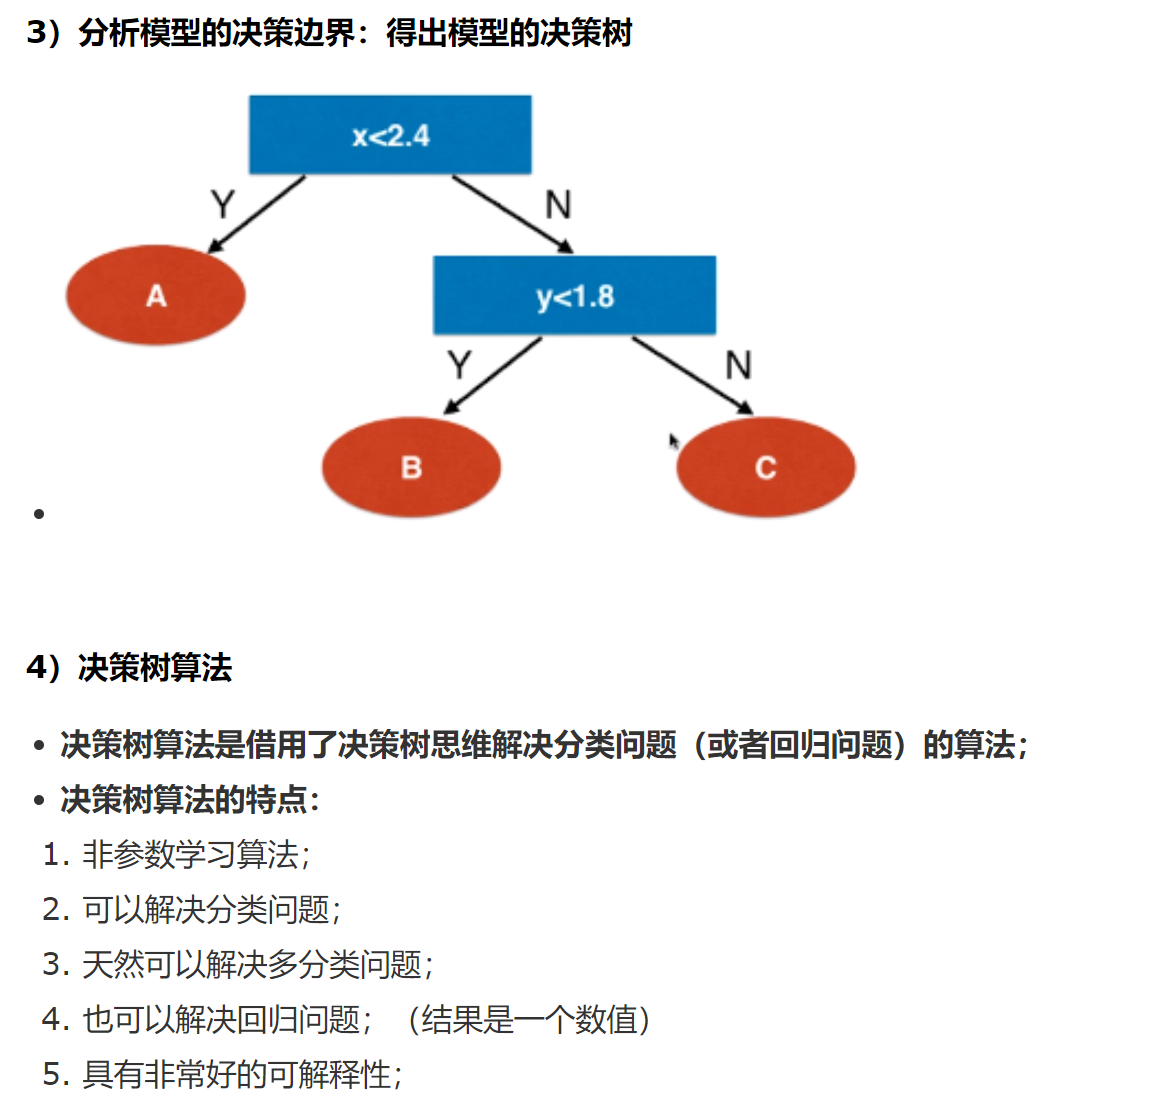 3）分析模型的决策边界：得出模型的决策树
x<2.4
Y
N
A
y<1.8
Y
N
B
C
4）决策树算法
• 决策树算法是借用了决策树思维解决分类问题（或者回归问题）的算法；
• 决策树算法的特点：
1. 非参数学习算法；
2. 可以解决分类问题；
3. 天然可以解决多分类问题；
4. 也可以解决回归问题；（结果是一个数值）
5. 具有非常好的可解释性；